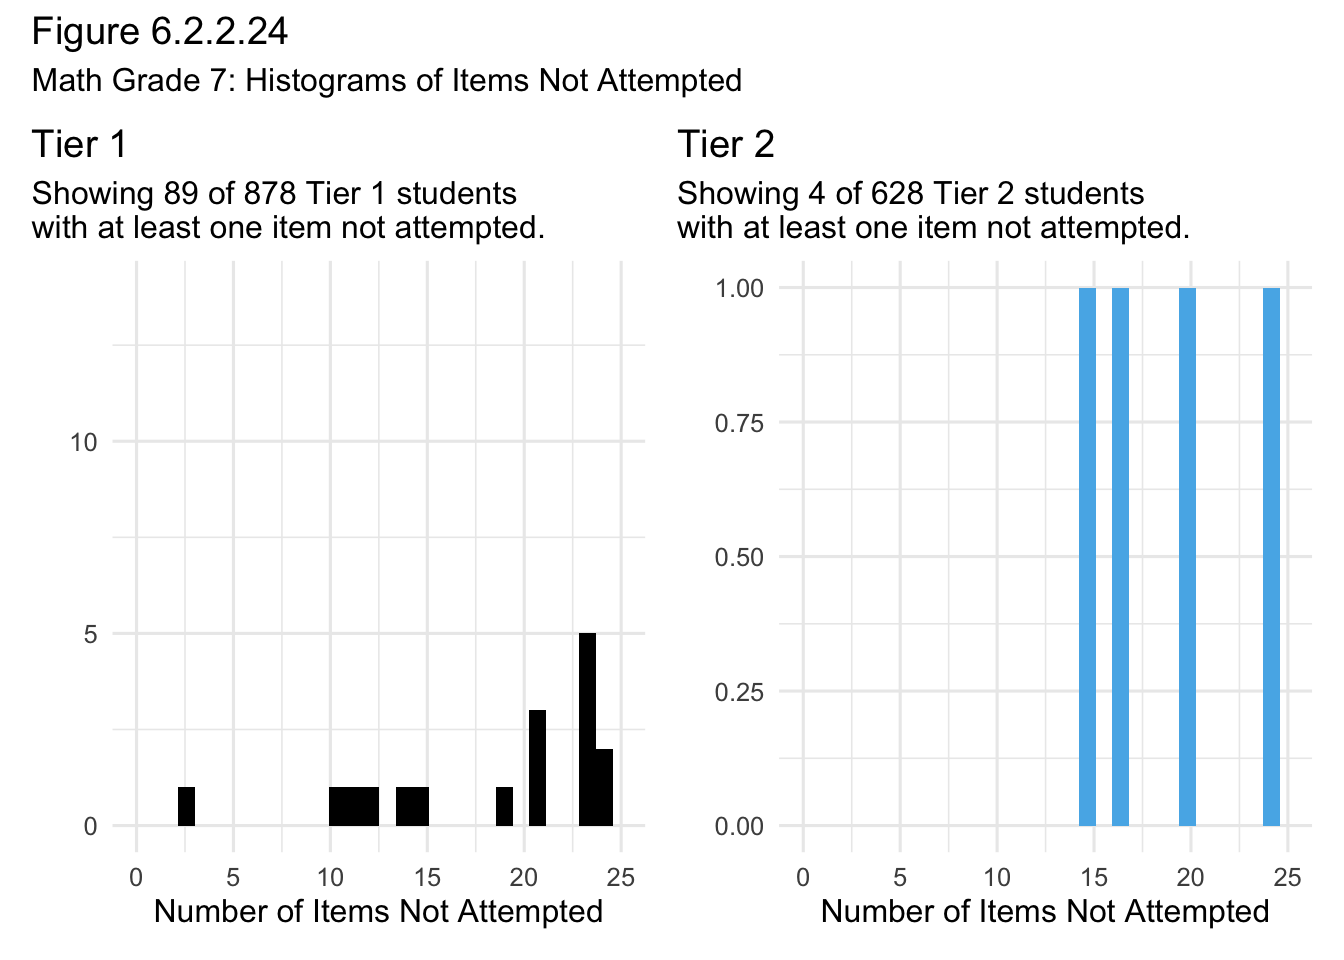 Figure 6.2.2.24
Math Grade 7: Histograms of Items Not Attempted
Tier 1
Showing 89 of 878 Tier 1 students
with at least one item not attempted.
10
5
0
0 5 10 15 20 25
Number of Items Not Attempted
Tier 2
Showing 4 of 628 Tier 2 students
with at least one item not attempted.
1.00
0.75
0.50
0.25
0.00
0 5 10 15 20 25
Number of Items Not Attempted